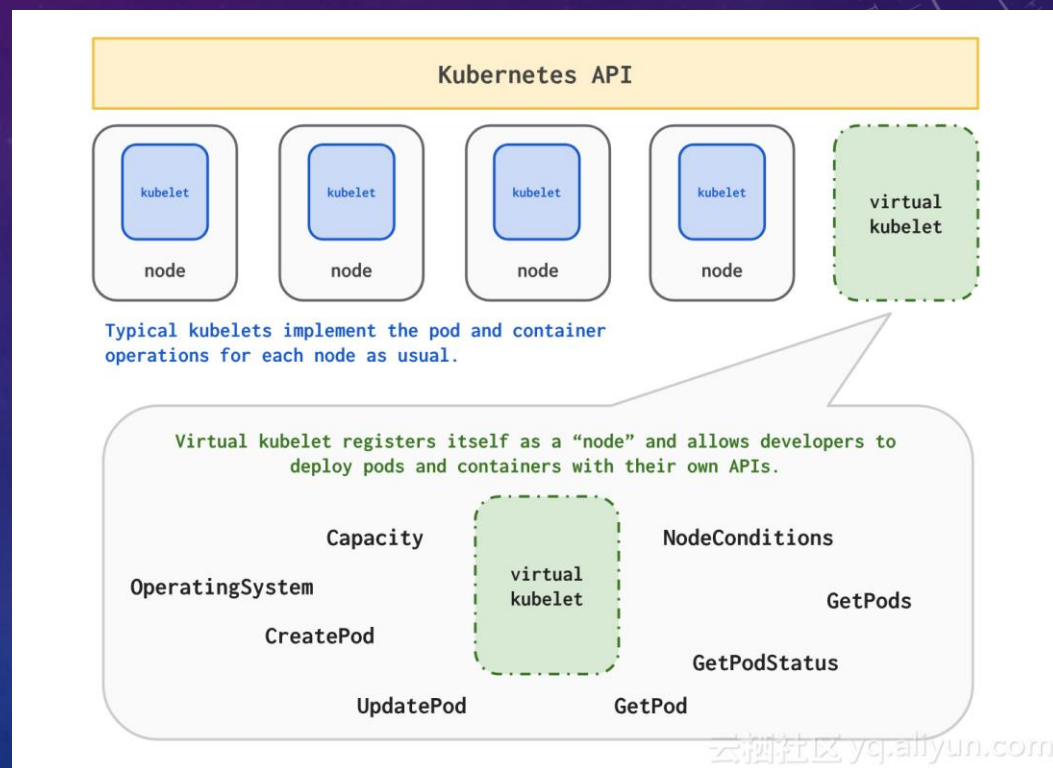 Kubernetes API
kubelet
kubelet
kubelet
kubelet
virtual
kubelet
node
node
node
node
Typical kubelets implement the pod and container
operations for each node as usual.
Virtual kubelet registers itself as a “node” and allows developers to
deploy pods and containers with their own APIs.
Capacity
NodeConditions
virtual
kubelet
OperatingSystem
GetPods
CreatePod
GetPodStatus
UpdatePod
GetPod
云栖社区 yq.aliyun.com